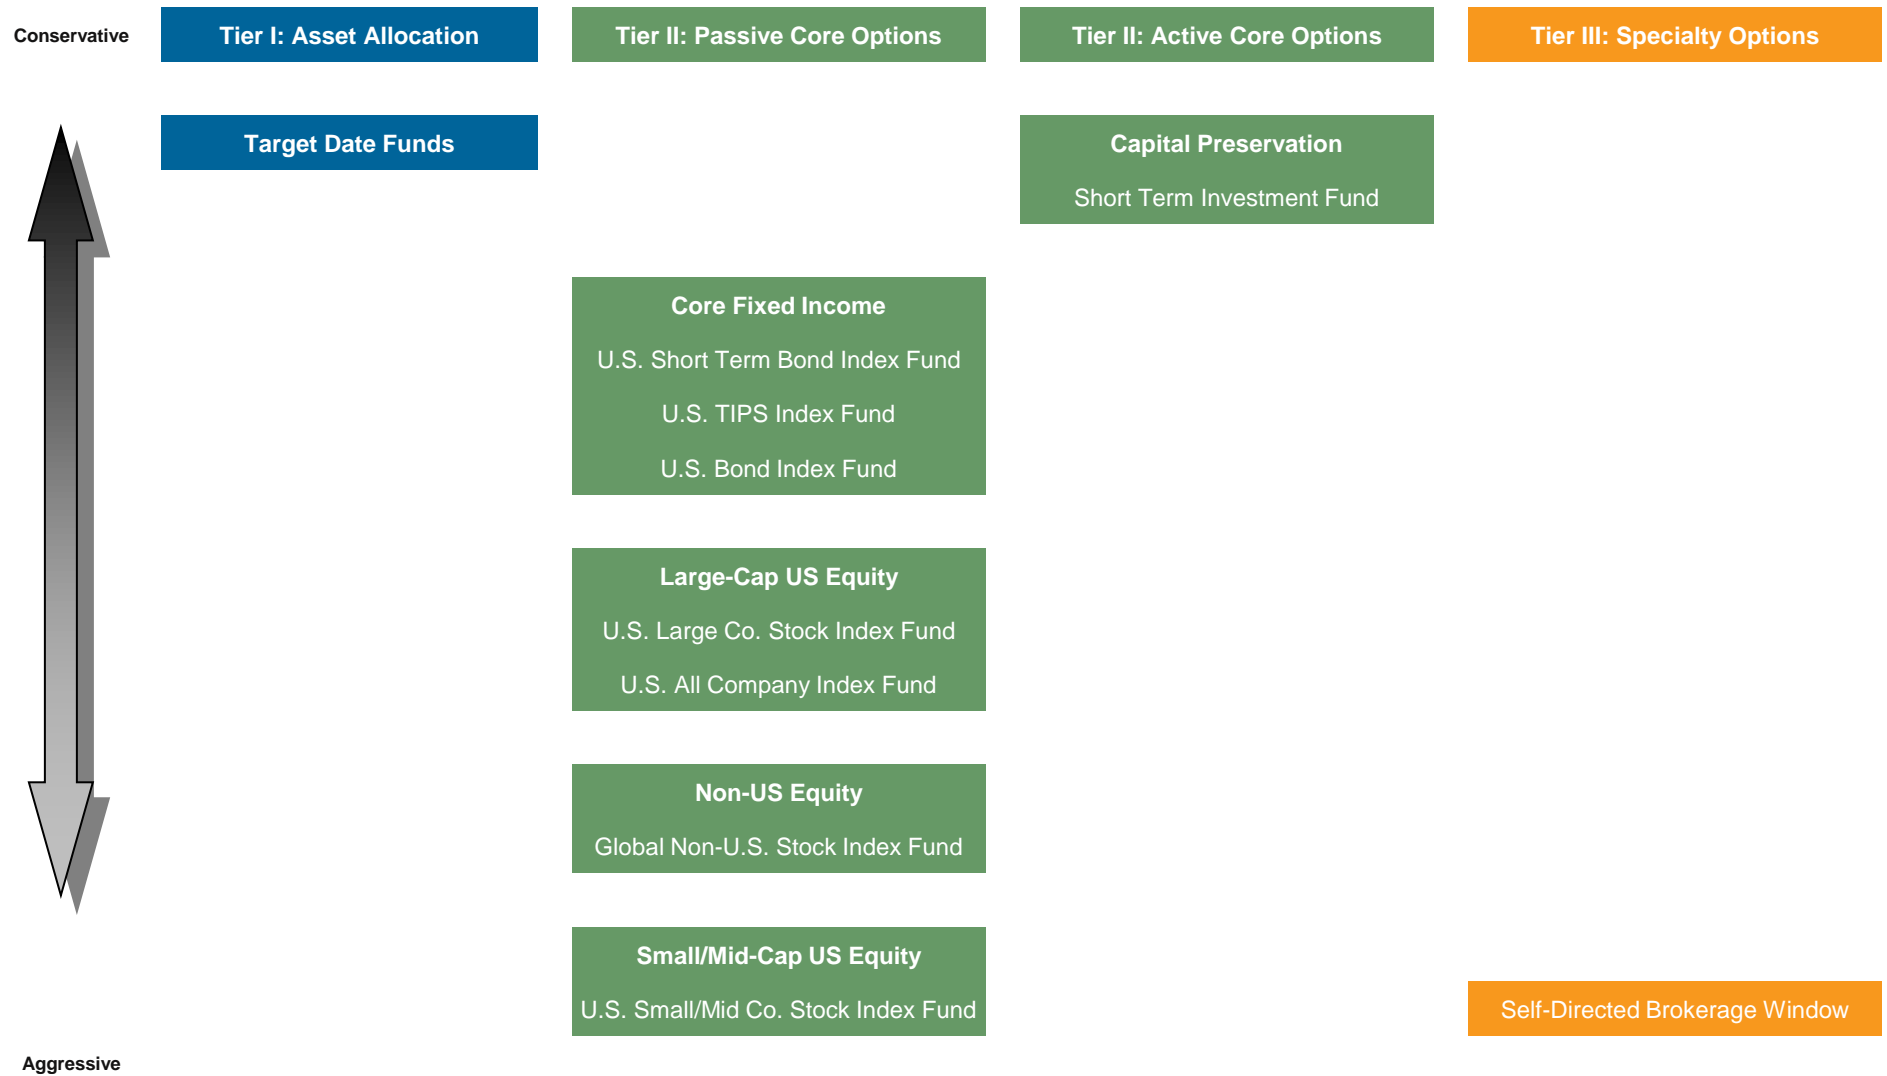 Conservative
Tier I: Asset Allocation
Tier II: Passive Core Options
Tier II: Active Core Options
Tier III: Specialty Options
Target Date Funds
Capital Preservation
Short Term Investment Fund
Core Fixed Income
U.S. Short Term Bond Index Fund
U.S. TIPS Index Fund
U.S. Bond Index Fund
Large-Cap US Equity
U.S. Large Co. Stock Index Fund
U.S. All Company Index Fund
Non-US Equity
Global Non-U.S. Stock Index Fund
Small/Mid-Cap US Equity
U.S. Small/Mid Co. Stock Index Fund
Self-Directed Brokerage Window
Aggressive